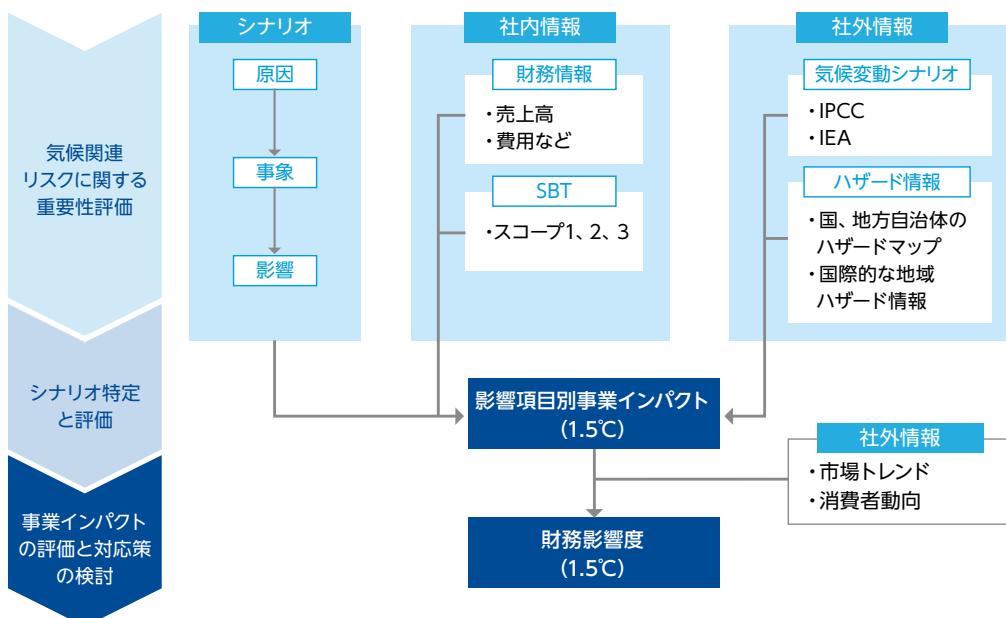 気候関連
リスクに関する
重要性評価
シナリオ特定
と評価
事業インパクト
の評価と対応策
の検討
シナリオ
原因
事象
影響
社内情報
財務情報
・売上高
・費用など
SBT
・スコープ1、2、3
社外情報
気候変動シナリオ
・IPCC
・IEA
ハザード情報
・国、地方自治体の
ハザードマップ
・国際的な地域
ハザード情報
影響項目別事業インパクト
(1.5℃)
社外情報
・市場トレンド
・消費者動向
財務影響度
(1.5℃)